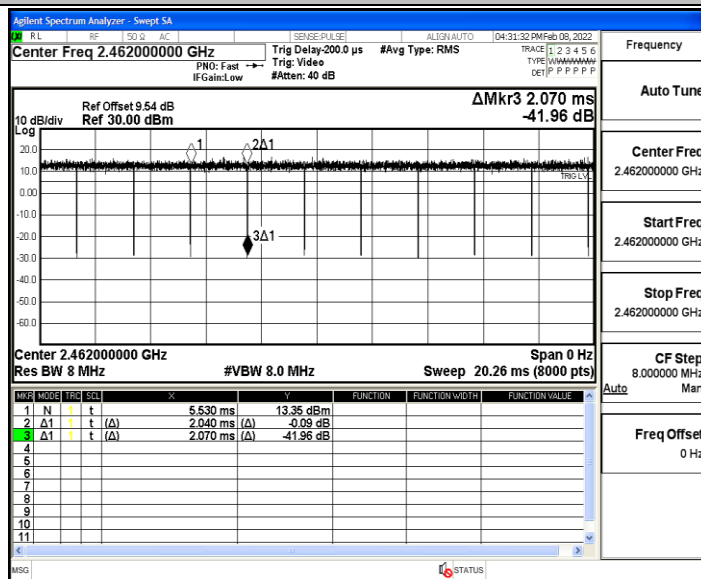 Agilent Spectrum Analyzer - Swept SA
RL RF 50 Ω AC SENSE:PULSE ALIGN AUTO 04:31:32 PM Feb 08, 2022
Center Freq 2.462000000 GHz
PNO: Fast
IFGain:Low
Trig Delay-200.0 µs
Trig: Video
#Atten: 40 dB
#Avg Type: RMS
TRACE 1 2 3 4 5 6
TYPE
DET P P P P P P
ΔMkr3 2.070 ms
-41.96 dB
Ref Offset 9.54 dB
10 dB/div Ref 30.00 dBm
Log
1
2Δ1
20.0
10.0
TRIG LVL
0.00
-10.0
-20.0
3Δ1
-30.0
-40.0
-50.0
-60.0
Center 2.462000000 GHz Span 0 Hz
Res BW 8 MHz #VBW 8.0 MHz Sweep 20.26 ms (8000 pts)
MKR MODE TRC SCL X Y FUNCTION FUNCTION WIDTH FUNCTION VALUE
1 N 1 t 5.530 ms 13.35 dBm
2 Δ1 1 t (Δ) 2.040 ms (Δ) -0.09 dB
3 Δ1 1 t (Δ) 2.070 ms (Δ) -41.96 dB
4
5
6
7
8
9
10
11
MSG STATUS
Frequency
Auto Tune
Center Freq
2.462000000 GHz
Start Freq
2.462000000 GHz
Stop Freq
2.462000000 GHz
CF Step
8.000000 MHz
Auto Man
Freq Offset
0 Hz